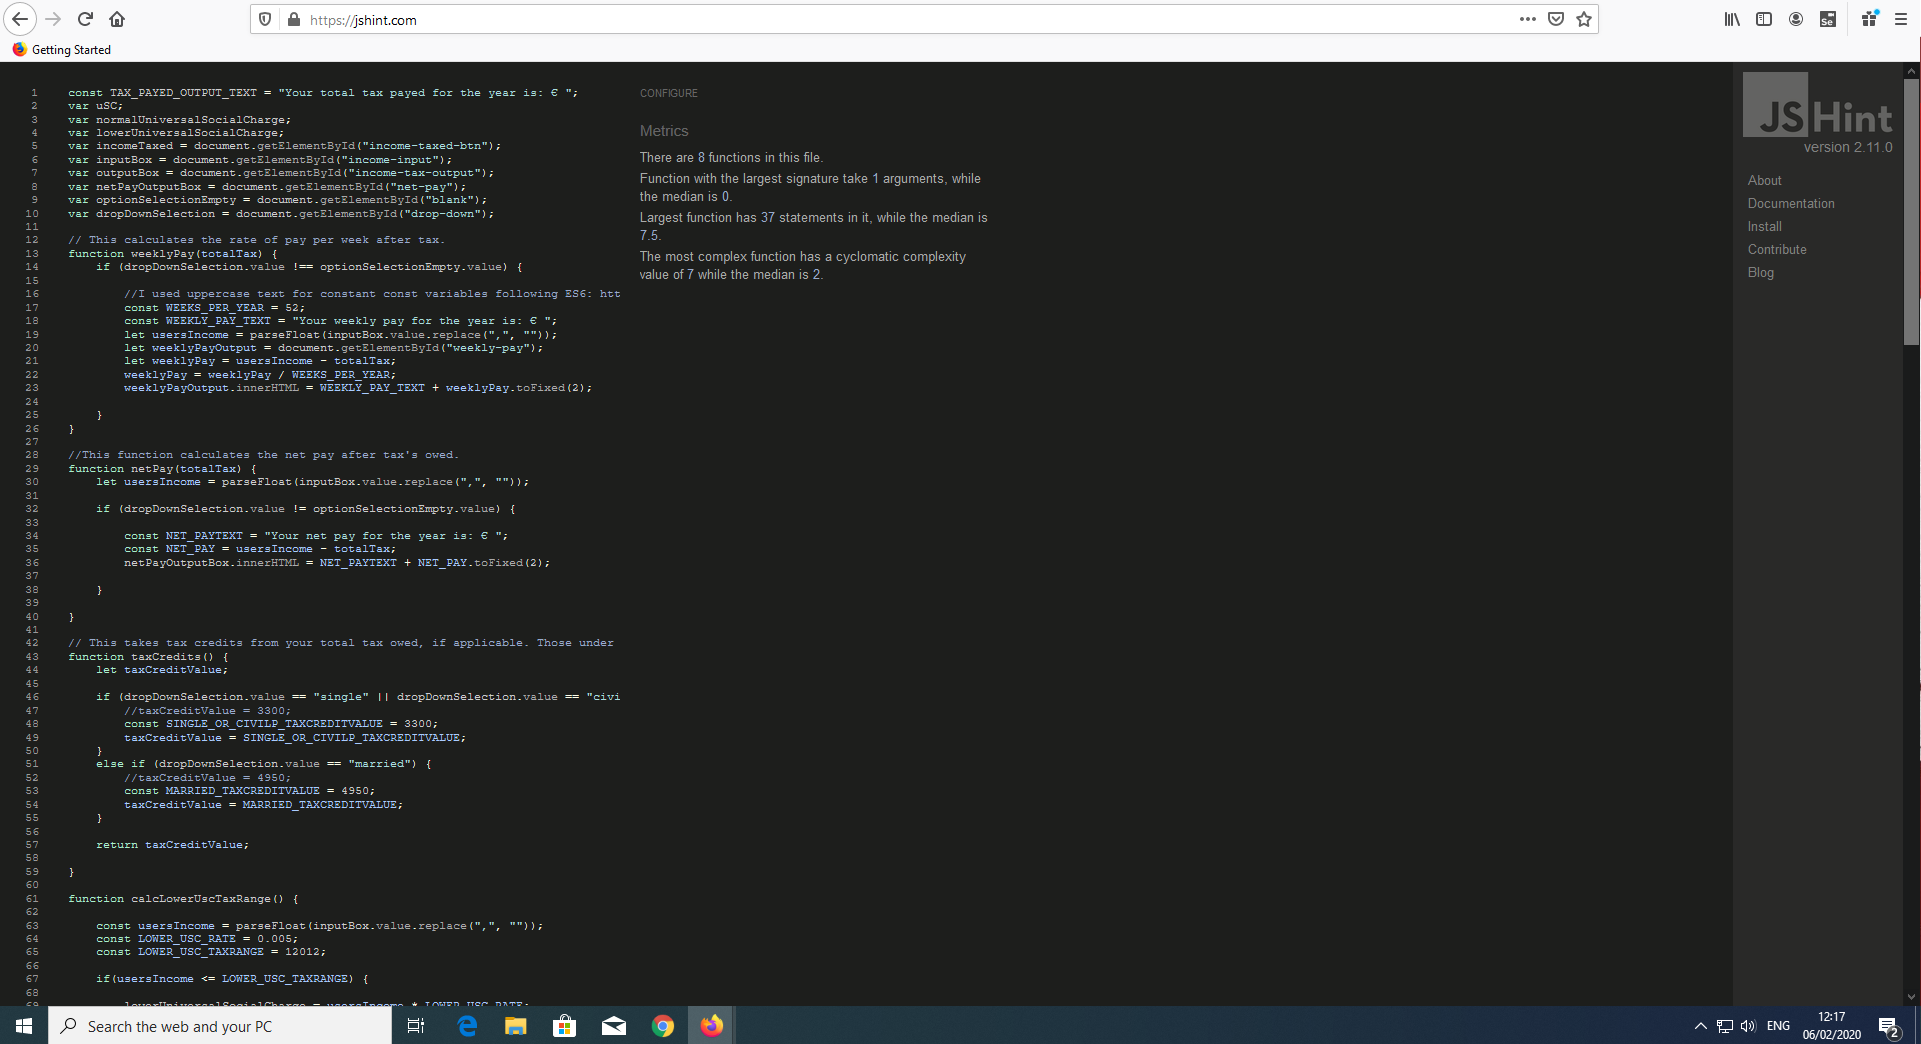 https://jshint.com
Getting Started
1 const TAX_PAYED_OUTPUT_TEXT = "Your total tax payed for the year is: € ";
2 var uSC;
3 var normalUniversalSocialCharge;
4 var lowerUniversalSocialCharge;
5 var incomeTaxed = document.getElementById("income-taxed-btn");
6 var inputBox = document.getElementById("income-input");
7 var outputBox = document.getElementById("income-tax-output");
8 var netPayOutputBox = document.getElementById("net-pay");
9 var optionSelectionEmpty = document.getElementById("blank");
10 var dropDownSelection = document.getElementById("drop-down");
11
12 // This calculates the rate of pay per week after tax.
13 function weeklyPay(totalTax) {
14 if (dropDownSelection.value !== optionSelectionEmpty.value) {
15
16 //I used uppercase text for constant const variables following ES6: htt
17 const WEEKS_PER_YEAR = 52;
18 const WEEKLY_PAY_TEXT = "Your weekly pay for the year is: € ";
19 let usersIncome = parseFloat(inputBox.value.replace(",", ""));
20 let weeklyPayOutput = document.getElementById("weekly-pay");
21 let weeklyPay = usersIncome - totalTax;
22 weeklyPay = weeklyPay / WEEKS_PER_YEAR;
23 weeklyPayOutput.innerHTML = WEEKLY_PAY_TEXT + weeklyPay.toFixed(2);
24
25 }
26 }
27
28 //This function calculates the net pay after tax's owed.
29 function netPay(totalTax) {
30 let usersIncome = parseFloat(inputBox.value.replace(",", ""));
31
32 if (dropDownSelection.value != optionSelectionEmpty.value) {
33
34 const NET_PAYTEXT = "Your net pay for the year is: € ";
35 const NET_PAY = usersIncome - totalTax;
36 netPayOutputBox.innerHTML = NET_PAYTEXT + NET_PAY.toFixed(2);
37
38 }
39
40 }
41
42 // This takes tax credits from your total tax owed, if applicable. Those under
43 function taxCredits() {
44 let taxCreditValue;
45
46 if (dropDownSelection.value == "single" || dropDownSelection.value == "civi
47 //taxCreditValue = 3300;
48 const SINGLE_OR_CIVILP_TAXCREDITVALUE = 3300;
49 taxCreditValue = SINGLE_OR_CIVILP_TAXCREDITVALUE;
50 }
51 else if (dropDownSelection.value == "married") {
52 //taxCreditValue = 4950;
53 const MARRIED_TAXCREDITVALUE = 4950;
54 taxCreditValue = MARRIED_TAXCREDITVALUE;
55 }
56
57 return taxCreditValue;
58
59 }
60
61 function calcLowerUscTaxRange() {
62
63 const usersIncome = parseFloat(inputBox.value.replace(",", ""));
64 const LOWER_USC_RATE = 0.005;
65 const LOWER_USC_TAXRANGE = 12012;
66
67 if(usersIncome <= LOWER_USC_TAXRANGE) {
68
69 lowerUniversalSocialCharge = usersIncome * LOWER_USC_RATE;
CONFIGURE
Metrics
There are 8 functions in this file.
Function with the largest signature take 1 arguments, while
the median is 0.
Largest function has 37 statements in it, while the median is
7.5.
The most complex function has a cyclomatic complexity
value of 7 while the median is 2.
JSHint
version 2.11.0
About
Documentation
Install
Contribute
Blog
Search the web and your PC
ENG
12:17
06/02/2020
2